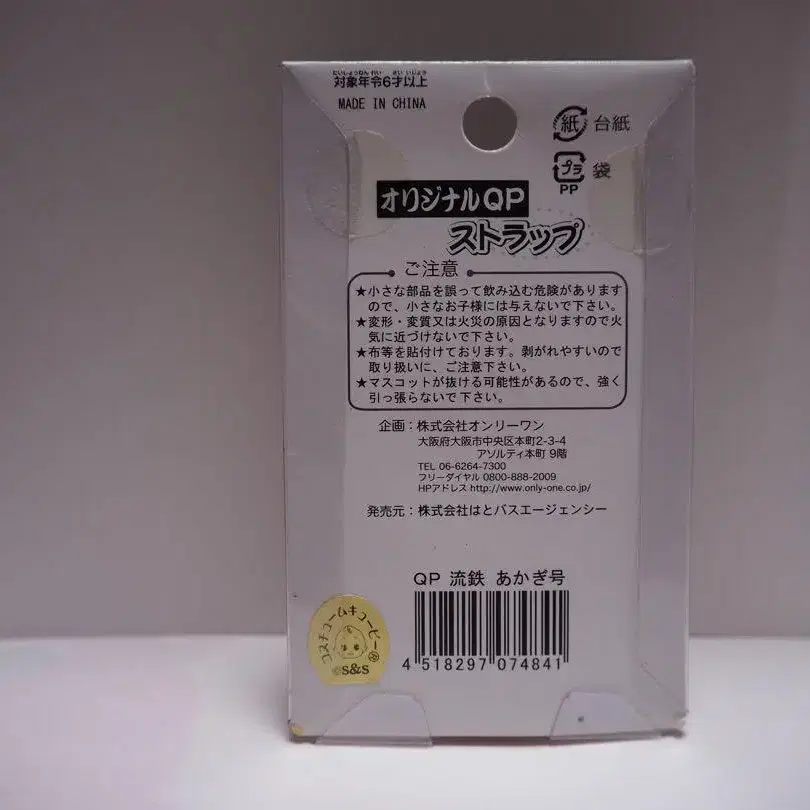 たいしょうねんれい さい いじょう
対象年令6才以上
MADE IN CHINA
紙 台紙
プラ 袋
PP
オリジナルQP
ストラップ
ご注意
★小さな部品を誤って飲み込む危険があります
ので、小さなお子様には与えないで下さい。
★変形・変質又は火災の原因となりますので火
気に近づけないで下さい。
★布等を貼付けております。剥がれやすいので
取り扱いに、ご注意下さい。
★マスコットが抜ける可能性があるので、強く
引っ張らないで下さい。
企画：株式会社オンリーワン
大阪府大阪市中央区本町2-3-4
アソルティ本町 9階
TEL 06-6264-7300
フリーダイヤル 0800-888-2009
HPアドレス http://www.only-one.co.jp/
発売元：株式会社はとバスエージェンシー
QP 流鉄 あかぎ号
4 518297 074841
コスチュームキューピー
©S&S